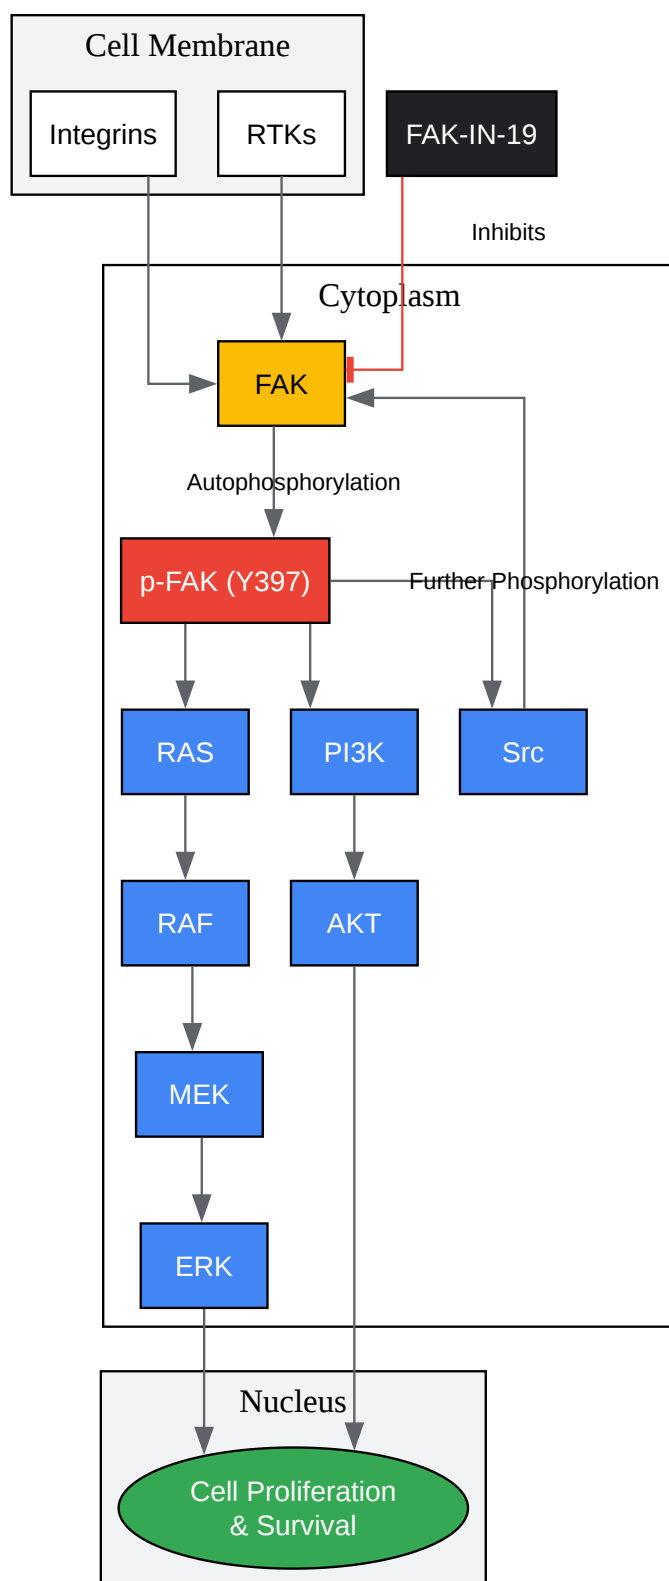 Cell Membrane
Integrins
RTKs
FAK-IN-19
Inhibits
Cytoplasm
FAK
Autophosphorylation
p-FAK (Y397)
Further Phosphorylation
RAS
PI3K
Src
RAF
AKT
MEK
ERK
Nucleus
Cell Proliferation
& Survival